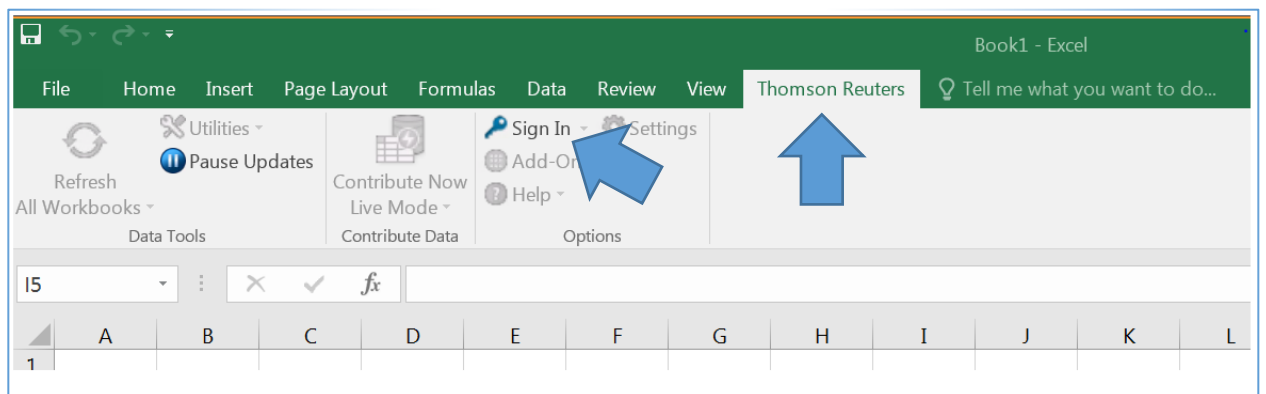 Book1 - Excel
File Home Insert Page Layout Formulas Data Review View Thomson Reuters Tell me what you want to do...
Refresh
All Workbooks
Utilities
Pause Updates
Data Tools
Contribute Now
Live Mode
Contribute Data
Sign In
Settings
Help
Options
I5
fx
A B C D E F G H I J K L
1